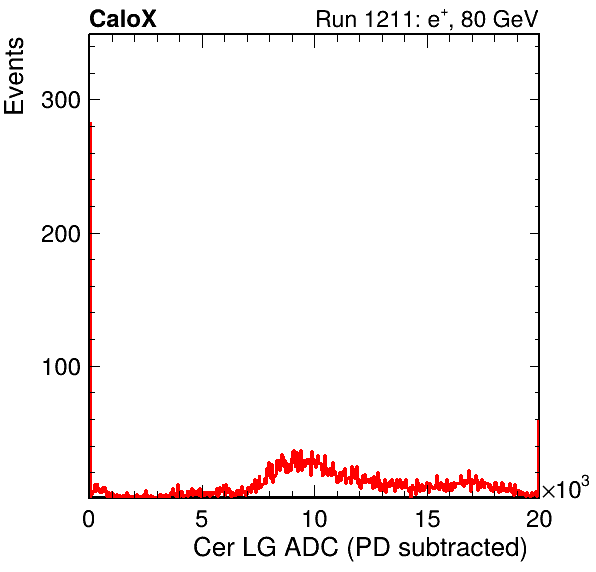 CaloX Run 1211: e⁺, 80 GeV
Events
300
200
100
0 5 10 15 20 ×10³
Cer LG ADC (PD subtracted)